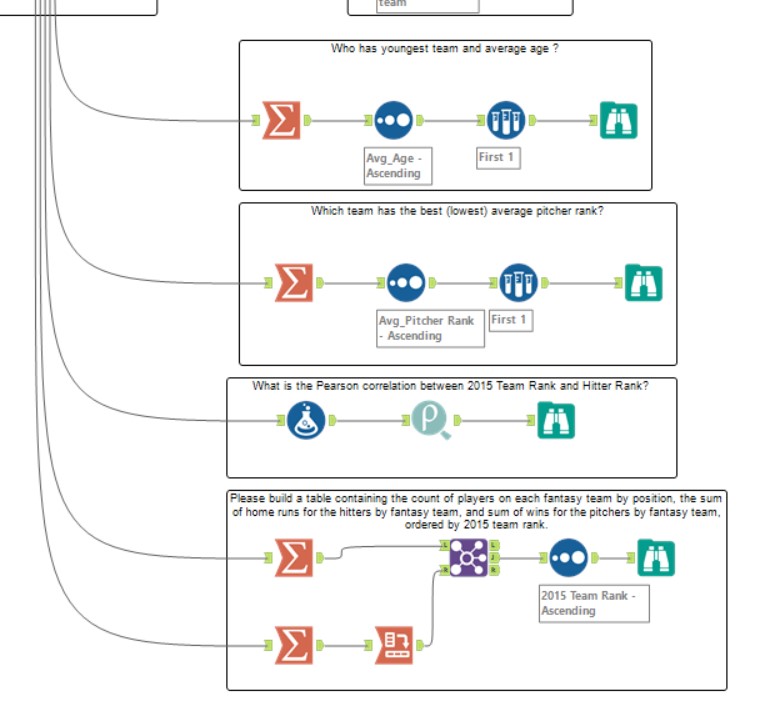 team
Who has youngest team and average age ?
Avg_Age -
Ascending
First 1
Which team has the best (lowest) average pitcher rank?
Avg_Pitcher Rank
- Ascending
First 1
What is the Pearson correlation between 2015 Team Rank and Hitter Rank?
Please build a table containing the count of players on each fantasy team by position, the sum
of home runs for the hitters by fantasy team, and sum of wins for the pitchers by fantasy team,
ordered by 2015 team rank.
L
R
L
J
R
2015 Team Rank -
Ascending